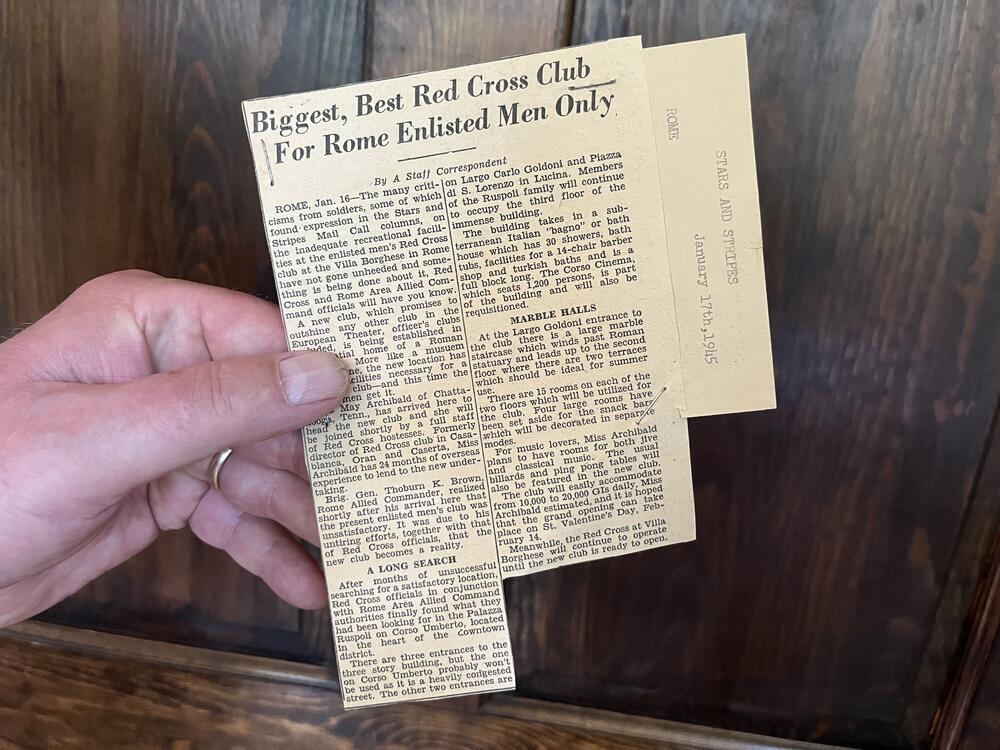 Biggest, Best Red Cross Club
For Rome Enlisted Men Only
By A Staff Correspondent
ROME, Jan. 16—The many criti-
cisms from soldiers, some of which
found expression in the Stars and
Stripes Mail Call columns, on
the inadequate recreational facili-
ties at the enlisted men's Red Cross
club at the Villa Borghese in Rome
have not gone unheeded and some-
thing is being done about it, Red
Cross and Rome Area Allied Com-
mand officials will have you know.
A new club, which promises to
outshine any other club in the
European Theater, officer's clubs
ded, is being established in
tial home of a Roman
More like a musuem
me, the new location has
cilities necessary for a
club—and this time the
men get it.
May Archibald of Chatta-
nooga, Tenn., has arrived here to
head the new club and she will
be joined shortly by a full staff
of Red Cross hostesses. Formerly
director of Red Cross club in Casa-
blanca, Oran and Caserta, Miss
Archibald has 24 months of overseas
experience to lend to the new under-
taking.
Brig. Gen. Thoburn K. Brown,
Rome Allied Commander, realized
shortly after his arrival here that
the present enlisted men's club was
unsatisfactory. It was due to his
untiring efforts, together with that
of Red Cross officials, that the
new club becomes a reality.
A LONG SEARCH
After months of unsuccessful
searching for a satisfactory location,
Red Cross officials in conjunction
with Rome Area Allied Command
authorities finally found what they
had been looking for in the Palazza
Ruspoli on Corso Umberto, located
in the heart of the downtown
district.
There are three entrances to the
three story building, but the one
on Corso Umberto probably won't
be used as it is a heavily congested
street. The other two entrances are
on Largo Carlo Goldoni and Piazza
di S. Lorenzo in Lucina. Members
of the Ruspoli family will continue
to occupy the third floor of the
immense building.
The building takes in a sub-
terranean Italian "bagno" or bath
house which has 30 showers, bath
tubs, facilities for a 14-chair barber
shop and turkish baths and is a
full block long. The Corso Cinema,
which seats 1,200 persons, is part
of the building and will also be
requisitioned.
MARBLE HALLS
At the Largo Goldoni entrance to
the club there is a large marble
staircase which winds past Roman
statuary and leads up to the second
floor where there are two terraces
which should be ideal for summer
use.
There are 15 rooms on each of the
two floors which will be utilized for
the club. Four large rooms have
been set aside for the snack bars
which will be decorated in separate
modes.
For music lovers, Miss Archibald
plans to have rooms for both jive
and classical music. The usual
billiards and ping pong tables will
also be featured in the new club.
The club will easily accommodate
from 10,000 to 20,000 GIs daily, Miss
Archibald estimated, and it is hoped
that the grand opening can take
place on St. Valentine's Day, Feb-
ruary 14.
Meanwhile, the Red Cross at Villa
Borghese will continue to operate
until the new club is ready to open.
ROME
STARS AND STRIPES
January 17th,1945